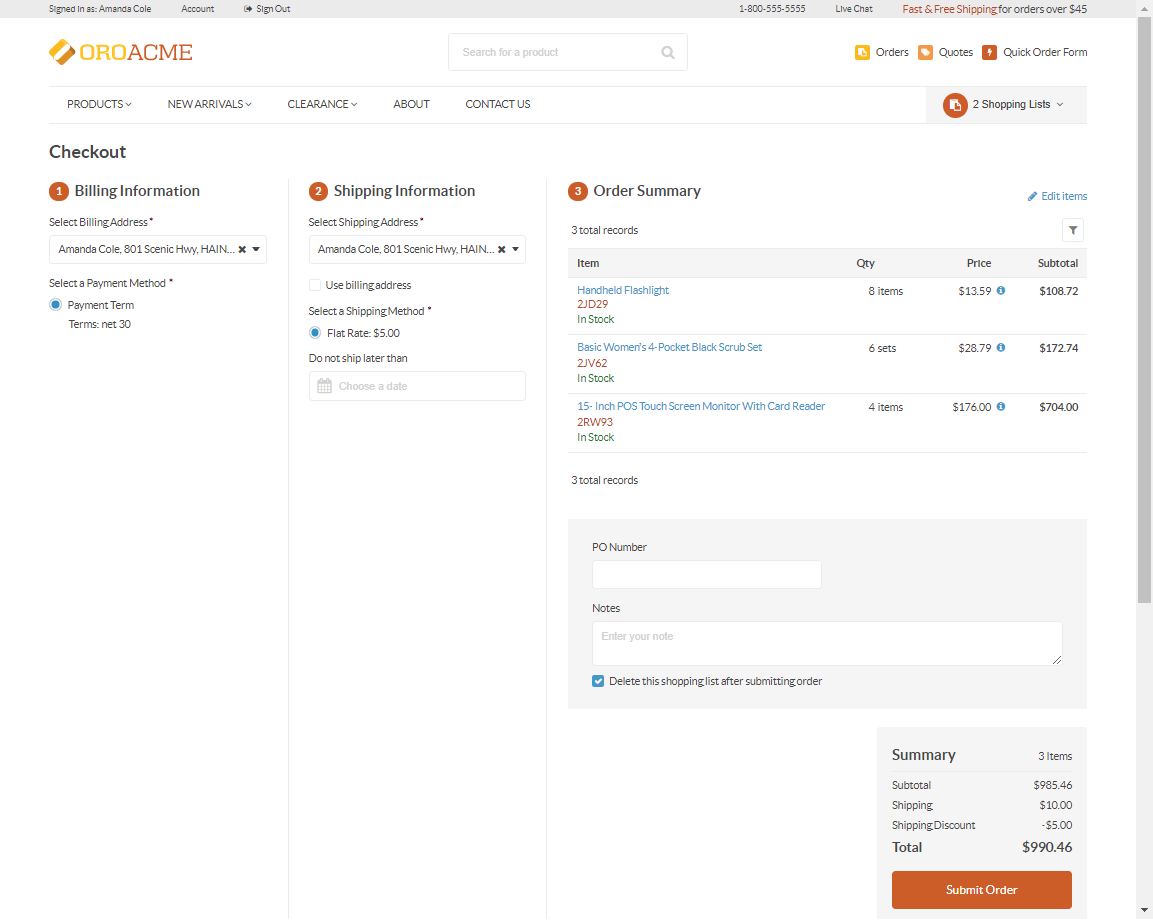 Signed in as: Amanda Cole Account Sign Out 1-800-555-5555 Live Chat Fast & Free Shipping for orders over $45
OROACME Search for a product Orders Quotes Quick Order Form
PRODUCTS NEW ARRIVALS CLEARANCE ABOUT CONTACT US 2 Shopping Lists
Checkout
1 Billing Information
Select Billing Address *
Amanda Cole, 801 Scenic Hwy, HAIN...
Select a Payment Method *
Payment Term
Terms: net 30
2 Shipping Information
Select Shipping Address *
Amanda Cole, 801 Scenic Hwy, HAIN...
Use billing address
Select a Shipping Method *
Flat Rate: $5.00
Do not ship later than
Choose a date
3 Order Summary
Edit items
3 total records
Item Qty Price Subtotal
Handheld Flashlight 8 items $13.59 $108.72
2JD29
In Stock
Basic Women's 4-Pocket Black Scrub Set 6 sets $28.79 $172.74
2JV62
In Stock
15- Inch POS Touch Screen Monitor With Card Reader 4 items $176.00 $704.00
2RW93
In Stock
3 total records
PO Number
Notes
Enter your note
Delete this shopping list after submitting order
Summary 3 Items
Subtotal $985.46
Shipping $10.00
Shipping Discount -$5.00
Total $990.46
Submit Order